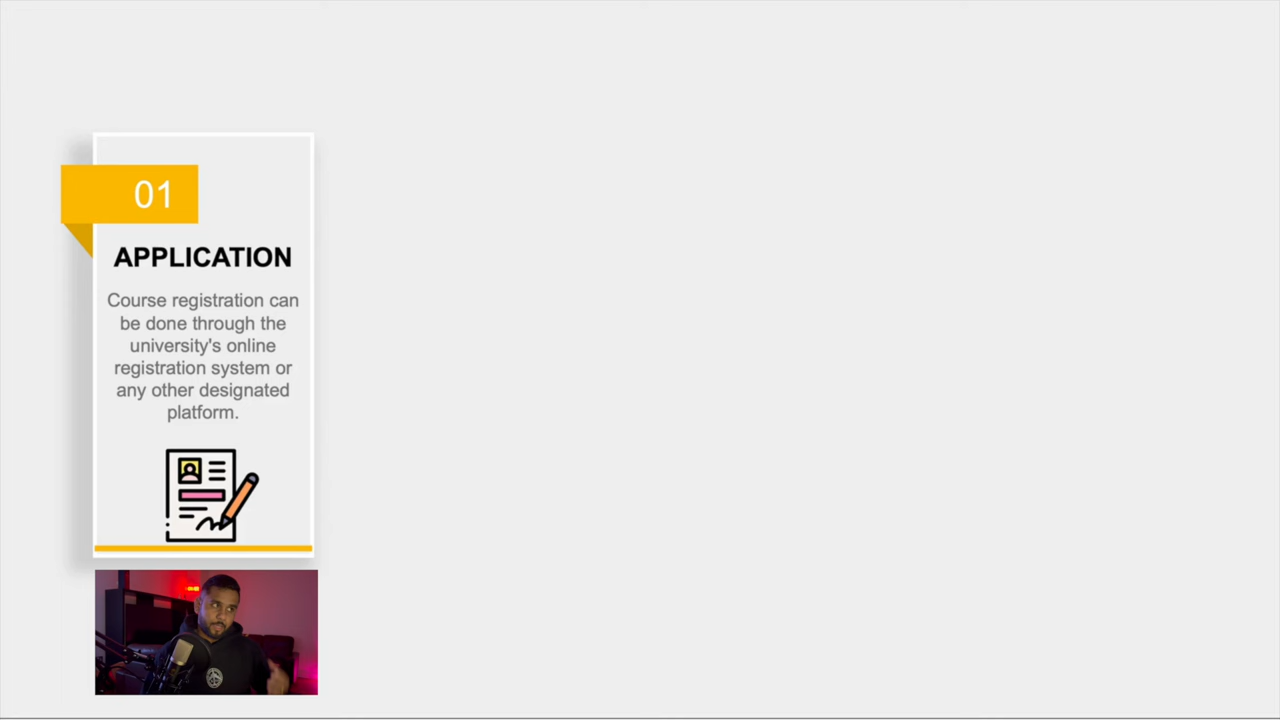 01
APPLICATION
Course registration can
be done through the
university's online
registration system or
any other designated
platform.